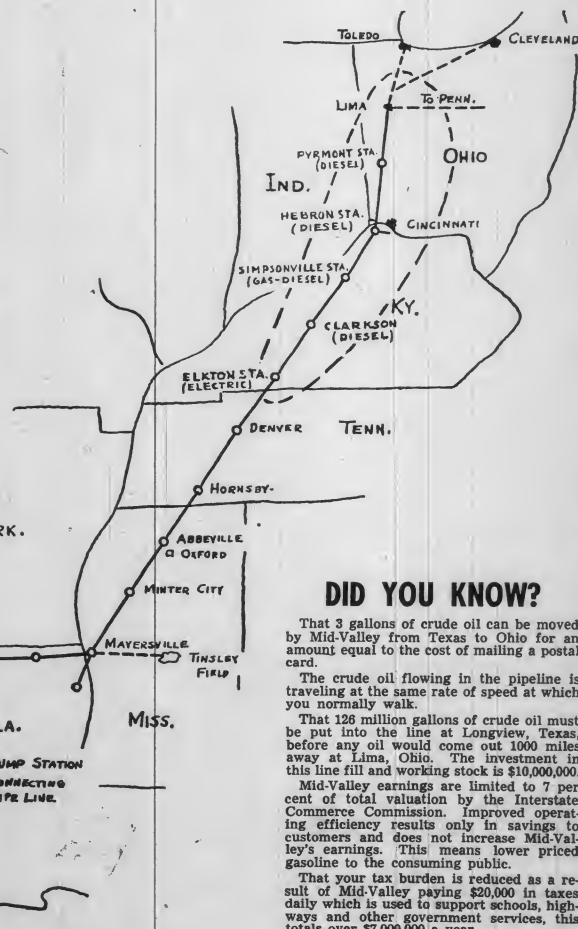 TOLEDO
CLEVELAND
LIMA
TO PENN.
PYRMONT STA.
(DIESEL)
OHIO
IND.
HEBRON STA.
(DIESEL)
CINCINNATI
SIMPSONVILLE STA.
(GAS-DIESEL)
KY.
CLARKSON
(DIESEL)
ELKTON STA.
(ELECTRIC)
DENVER
TENN.
HORNSBY-
RK.
ABBEVILLE
OXFORD
MINTER CITY
MAYERSVILLE
TINSLEY
FIELD
LA.
MISS.
UMP STATION
ONNECTING
IPE LINE
DID YOU KNOW?
That 3 gallons of crude oil can be moved
by Mid-Valley from Texas to Ohio for an
amount equal to the cost of mailing a postal
card.
The crude oil flowing in the pipeline is
traveling at the same rate of speed at which
you normally walk.
That 126 million gallons of crude oil must
be put into the line at Longview, Texas,
before any oil would come out 1000 miles
away at Lima, Ohio. The investment in
this line fill and working stock is $10,000,000.
Mid-Valley earnings are limited to 7 per
cent of total valuation by the Interstate
Commerce Commission. Improved operat-
ing efficiency results only in savings to
customers and does not increase Mid-Val-
ley's earnings. This means lower priced
gasoline to the consuming public.
That your tax burden is reduced as a re-
sult of Mid-Valley paying $20,000 in taxes
daily which is used to support schools, high-
ways and other government services, this
totals over $7,000,000 a year.